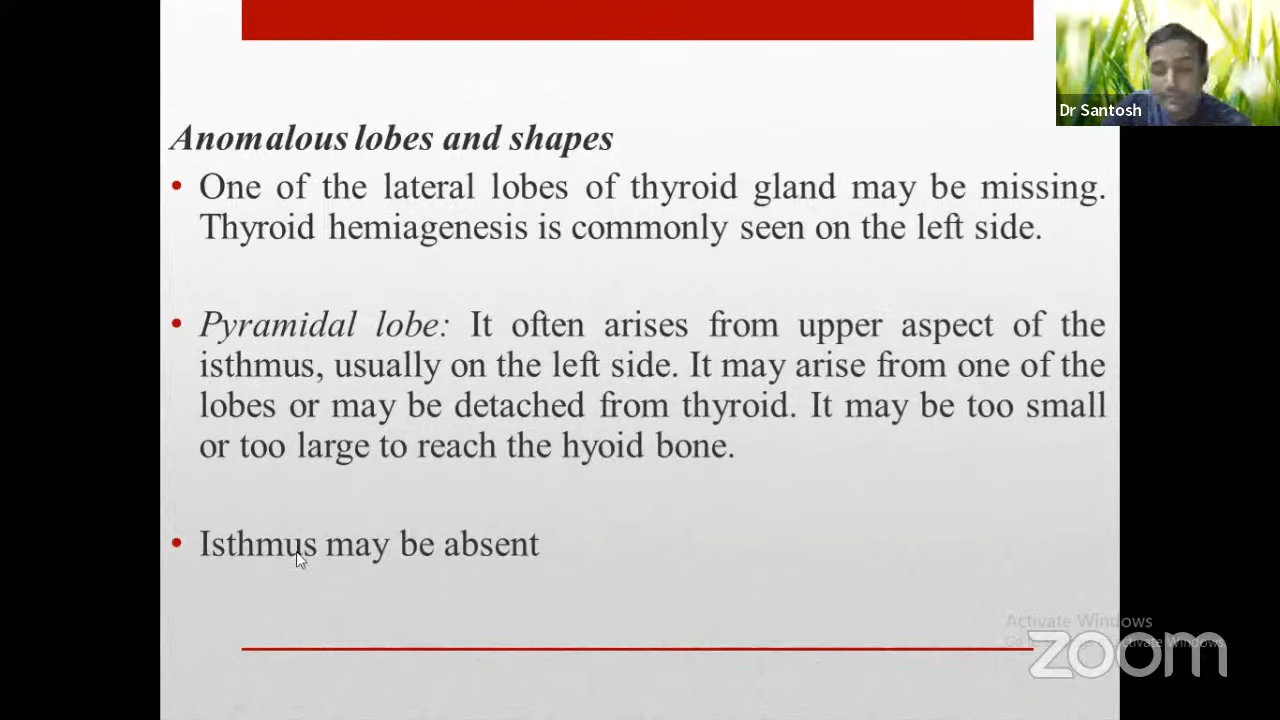 Dr Santosh
Anomalous lobes and shapes
• One of the lateral lobes of thyroid gland may be missing.
Thyroid hemiagenesis is commonly seen on the left side.
• Pyramidal lobe: It often arises from upper aspect of the
isthmus, usually on the left side. It may arise from one of the
lobes or may be detached from thyroid. It may be too small
or too large to reach the hyoid bone.
• Isthmus may be absent
Activate Windows
Go to activate Windows.
zoom